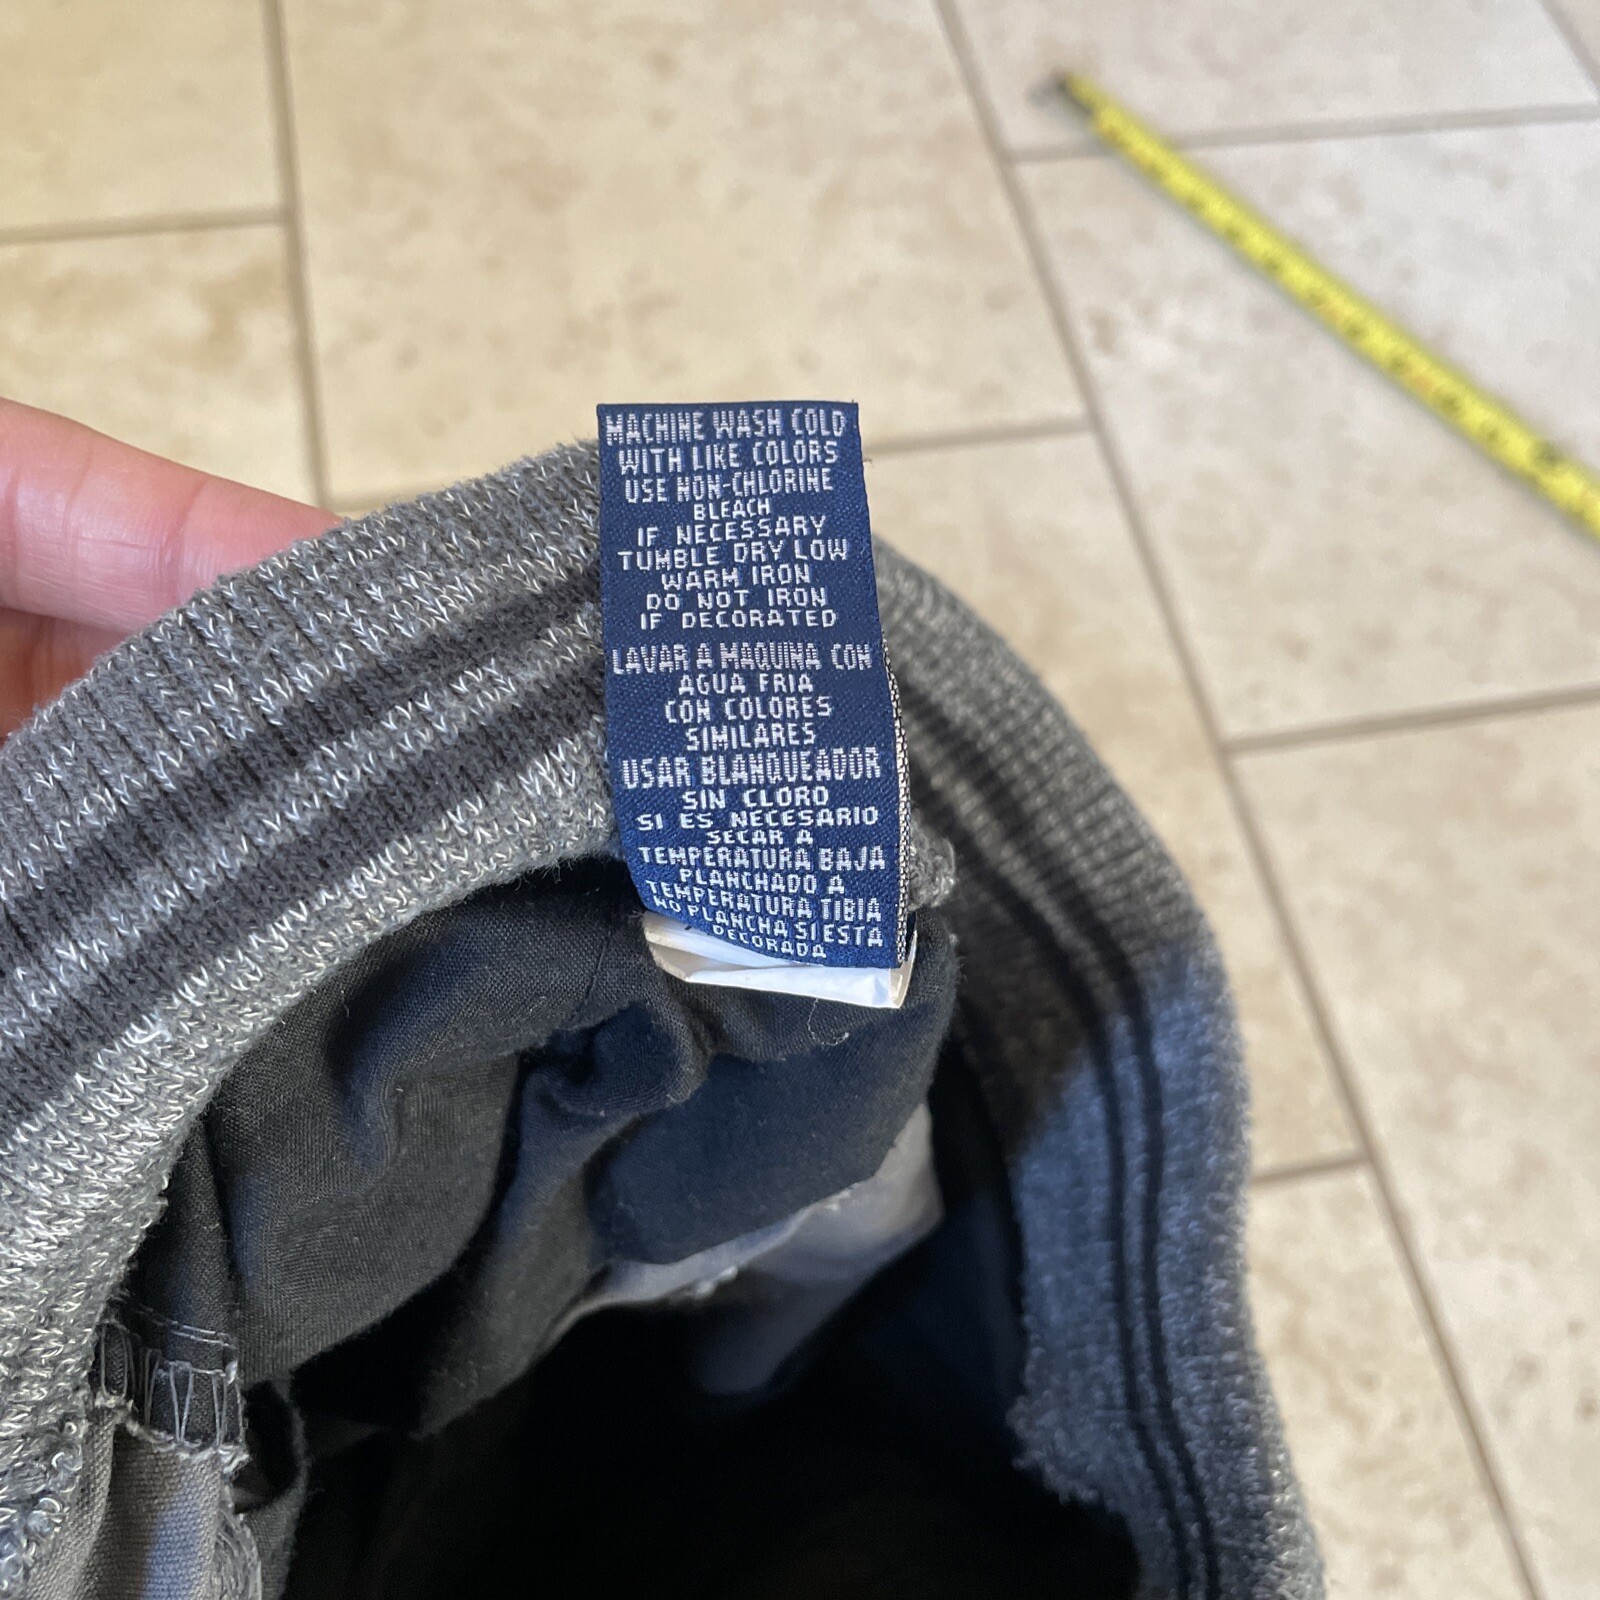 MACHINE WASH COLD
WITH LIKE COLORS
USE NON-CHLORINE
BLEACH
IF NECESSARY
TUMBLE DRY LOW
WARM IRON
DO NOT IRON
IF DECORATED
LAVAR A MAQUINA CON
AGUA FRIA
CON COLORES
SIMILARES
USAR BLANQUEADOR
SIN CLORO
SI ES NECESARIO
SECAR A
TEMPERATURA BAJA
PLANCHADO A
TEMPERATURA TIBIA
NO PLANCHA SI ESTA
DECORADA